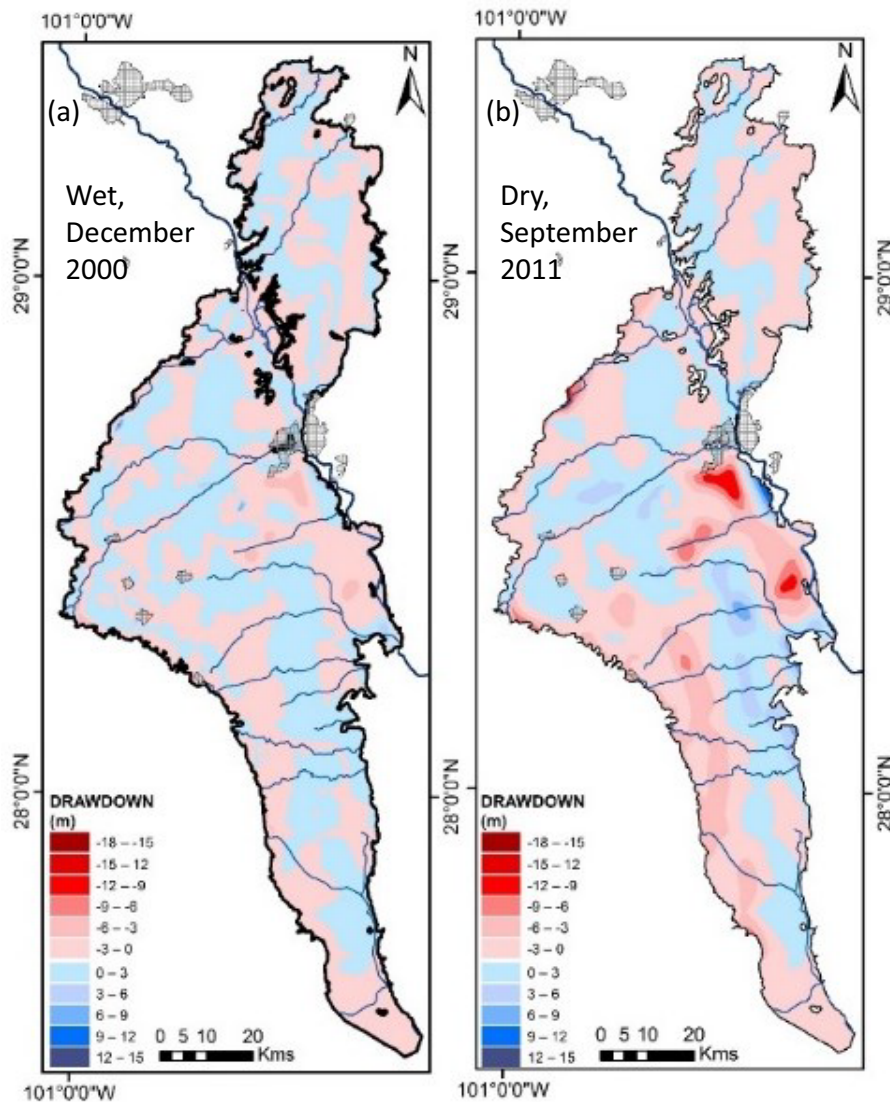 101°0'0"W
N
(a)
Wet,
December
2000
29°0'0"N
28°0'0"N
DRAWDOWN
(m)
-18 – -15
-15 – 12
-12 – -9
-9 – -6
-6 – -3
-3 – 0
0 – 3
3 – 6
6 – 9
9 – 12
12 – 15
0 5 10 20
Kms
101°0'0"W
101°0'0"W
N
(b)
Dry,
September
2011
29°0'0"N
29°0'0"N
28°0'0"N
28°0'0"N
DRAWDOWN
(m)
-18 – -15
-15 – 12
-12 – -9
-9 – -6
-6 – -3
-3 – 0
0 – 3
3 – 6
6 – 9
9 – 12
12 – 15
0 5 10 20
Kms
101°0'0"W